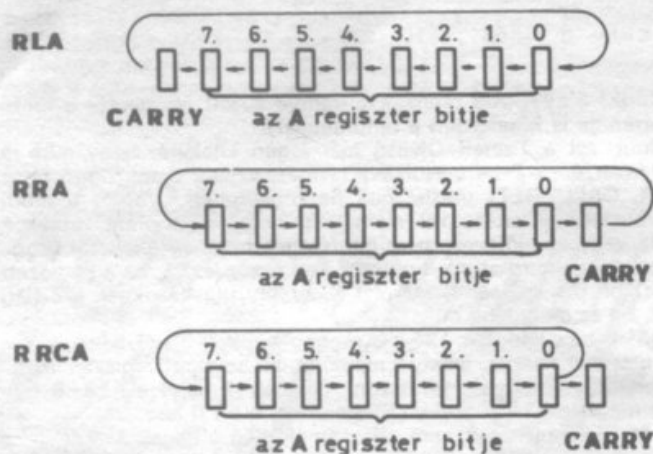 RLA
7. 6. 5. 4. 3. 2. 1. 0
CARRY az A regiszter bitje
RRA
7. 6. 5. 4. 3. 2. 1. 0
az A regiszter bitje CARRY
RRCA
7. 6. 5. 4. 3. 2. 1. 0
az A regiszter bitje CARRY